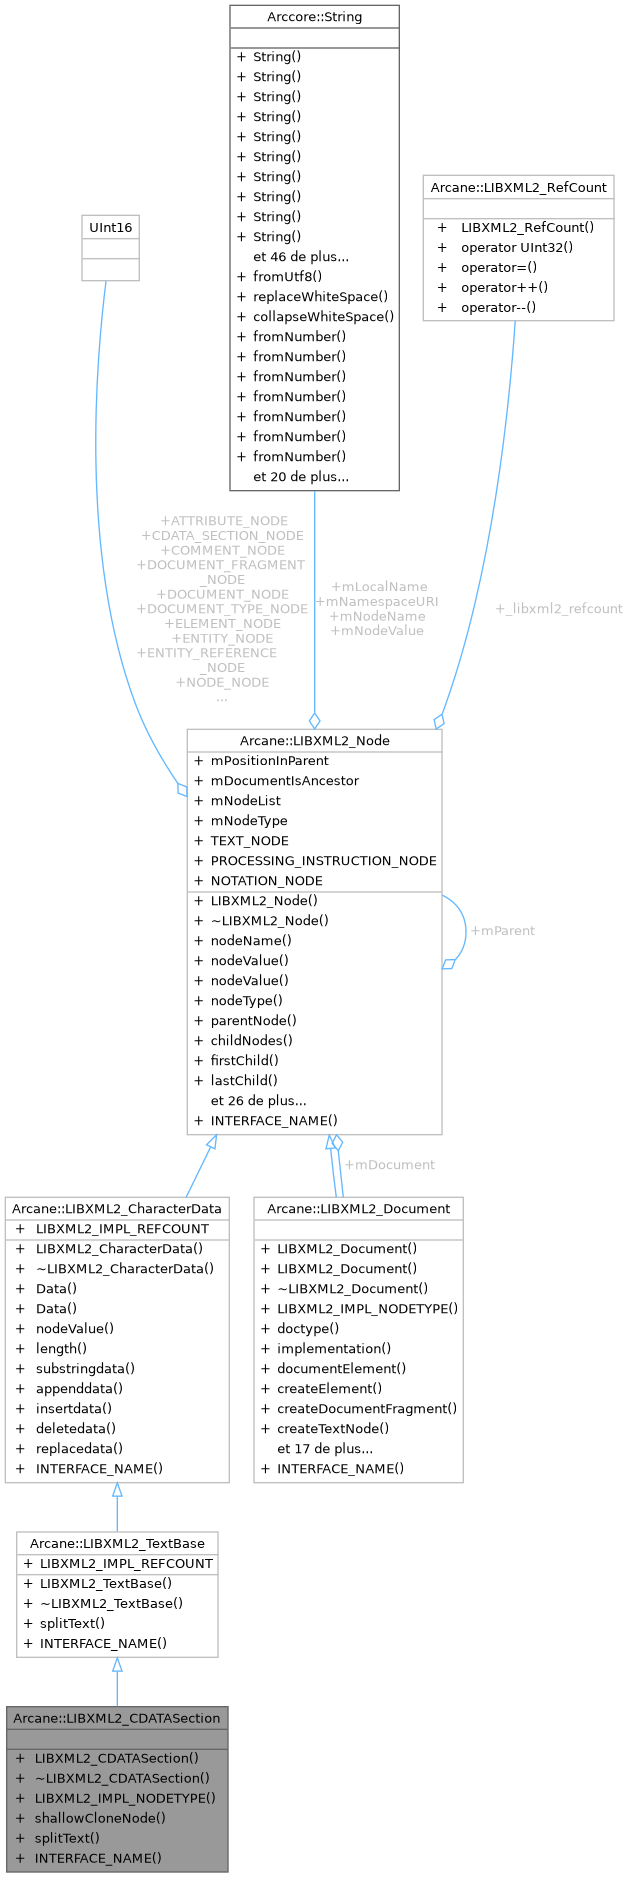 Arccore::String
+ String()
+ String()
+ String()
+ String()
+ String()
+ String()
+ String()
+ String()
+ String()
+ String()
et 46 de plus...
+ fromUtf8()
+ replaceWhiteSpace()
+ collapseWhiteSpace()
+ fromNumber()
+ fromNumber()
+ fromNumber()
+ fromNumber()
+ fromNumber()
+ fromNumber()
+ fromNumber()
et 20 de plus...
Arcane::LIBXML2_RefCount
+ LIBXML2_RefCount()
+ operator UInt32()
+ operator=()
+ operator++()
+ operator--()
UInt16
+ATTRIBUTE_NODE
+CDATA_SECTION_NODE
+COMMENT_NODE
+DOCUMENT_FRAGMENT
_NODE
+DOCUMENT_NODE
+DOCUMENT_TYPE_NODE
+ELEMENT_NODE
+ENTITY_NODE
+ENTITY_REFERENCE
_NODE
+NODE_NODE
...
+mLocalName
+mNamespaceURI
+mNodeName
+mNodeValue
+_libxml2_refcount
Arcane::LIBXML2_Node
+ mPositionInParent
+ mDocumentIsAncestor
+ mNodeList
+ mNodeType
+ TEXT_NODE
+ PROCESSING_INSTRUCTION_NODE
+ NOTATION_NODE
+ LIBXML2_Node()
+ ~LIBXML2_Node()
+ nodeName()
+ nodeValue()
+ nodeValue()
+ nodeType()
+ parentNode()
+ childNodes()
+ firstChild()
+ lastChild()
et 26 de plus...
+ INTERFACE_NAME()
+mParent
+mDocument
Arcane::LIBXML2_CharacterData
+ LIBXML2_IMPL_REFCOUNT
+ LIBXML2_CharacterData()
+ ~LIBXML2_CharacterData()
+ Data()
+ Data()
+ nodeValue()
+ length()
+ substringdata()
+ appenddata()
+ insertdata()
+ deletedata()
+ replacedata()
+ INTERFACE_NAME()
Arcane::LIBXML2_Document
+ LIBXML2_Document()
+ LIBXML2_Document()
+ ~LIBXML2_Document()
+ LIBXML2_IMPL_NODETYPE()
+ doctype()
+ implementation()
+ documentElement()
+ createElement()
+ createDocumentFragment()
+ createTextNode()
et 17 de plus...
+ INTERFACE_NAME()
Arcane::LIBXML2_TextBase
+ LIBXML2_IMPL_REFCOUNT
+ LIBXML2_TextBase()
+ ~LIBXML2_TextBase()
+ splitText()
+ INTERFACE_NAME()
Arcane::LIBXML2_CDATASection
+ LIBXML2_CDATASection()
+ ~LIBXML2_CDATASection()
+ LIBXML2_IMPL_NODETYPE()
+ shallowCloneNode()
+ splitText()
+ INTERFACE_NAME()